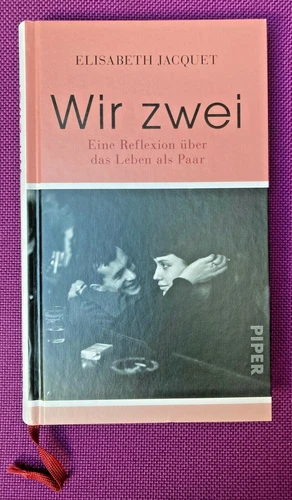 ELISABETH JACQUET
Wir zwei
Eine Reflexion über
das Leben als Paar
PIPER